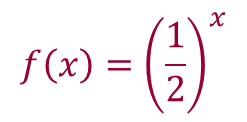 f(x) = (1/2)^x